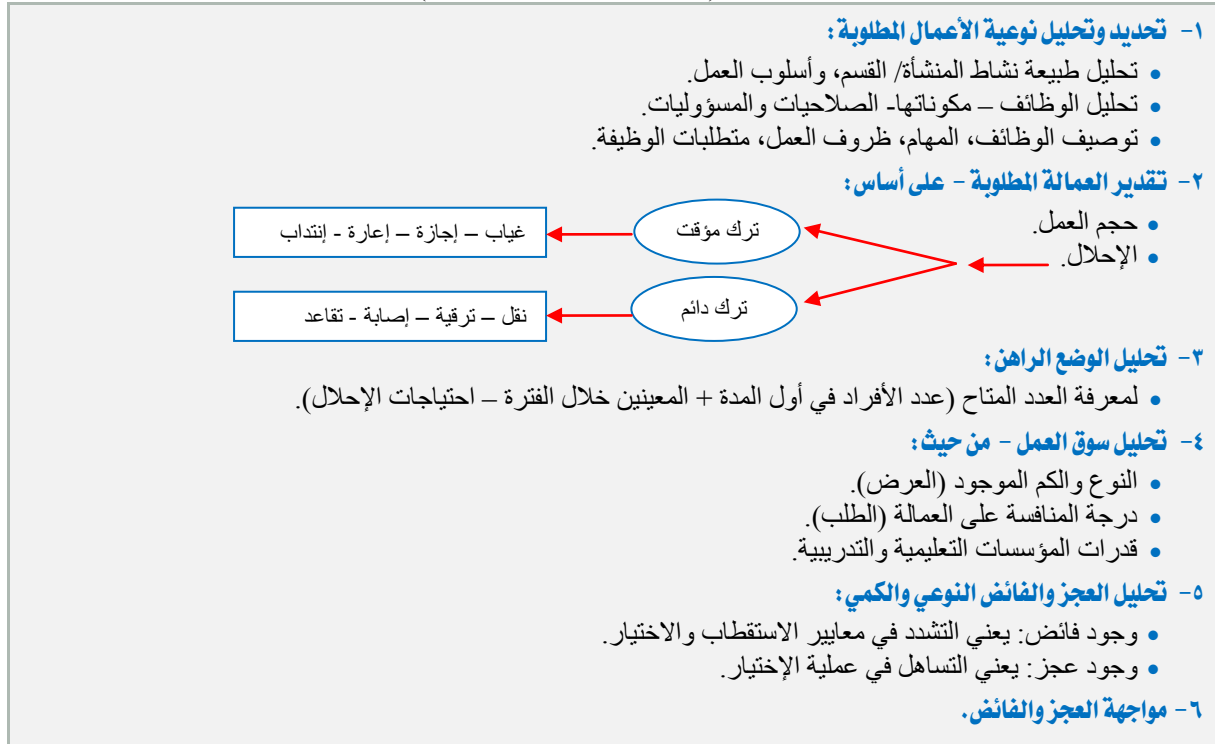 ١- تحديد وتحليل نوعية الأعمال المطلوبة:
• تحليل طبيعة نشاط المنشأة/ القسم، وأسلوب العمل.
• تحليل الوظائف – مكوناتها- الصلاحيات والمسؤوليات.
• توصيف الوظائف، المهام، ظروف العمل، متطلبات الوظيفة.
٢- تقدير العمالة المطلوبة - على أساس:
• حجم العمل.
• الإحلال.
ترك مؤقت
غياب – إجازة – إعارة - إنتداب
ترك دائم
نقل – ترقية – إصابة - تقاعد
٣- تحليل الوضع الراهن:
• لمعرفة العدد المتاح (عدد الأفراد في أول المدة + المعينين خلال الفترة – احتياجات الإحلال).
٤- تحليل سوق العمل - من حيث:
• النوع والكم الموجود (العرض).
• درجة المنافسة على العمالة (الطلب).
• قدرات المؤسسات التعليمية والتدريبية.
٥- تحليل العجز والفائض النوعي والكمي:
• وجود فائض: يعني التشدد في معايير الاستقطاب والاختيار.
• وجود عجز: يعني التساهل في عملية الإختيار.
٦- مواجهة العجز والفائض.